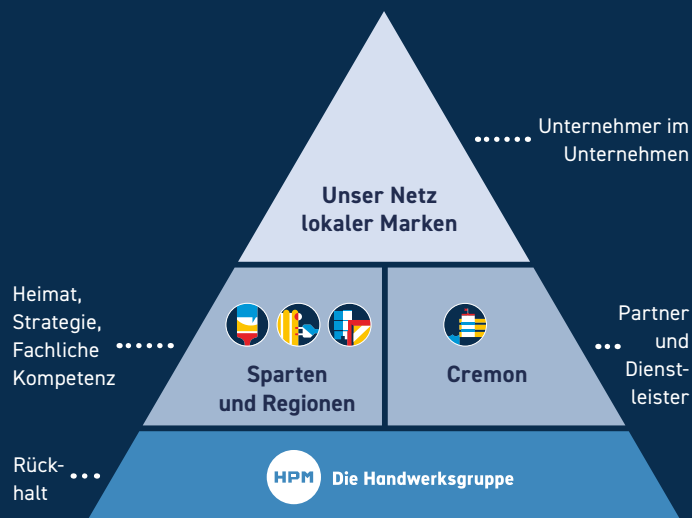 Unternehmer im
Unternehmen
Unser Netz
lokaler Marken
Heimat,
Strategie,
Fachliche
Kompetenz
Sparten
und Regionen
Cremon
Partner
und
Dienst-
leister
Rück-
halt
HPM Die Handwerksgruppe